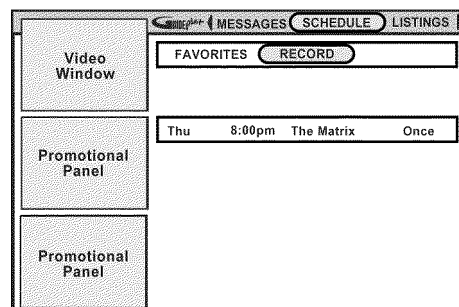 MESSAGES SCHEDULE LISTINGS
Video
Window
FAVORITES RECORD
Thu 8:00pm The Matrix Once
Promotional
Panel
Promotional
Panel